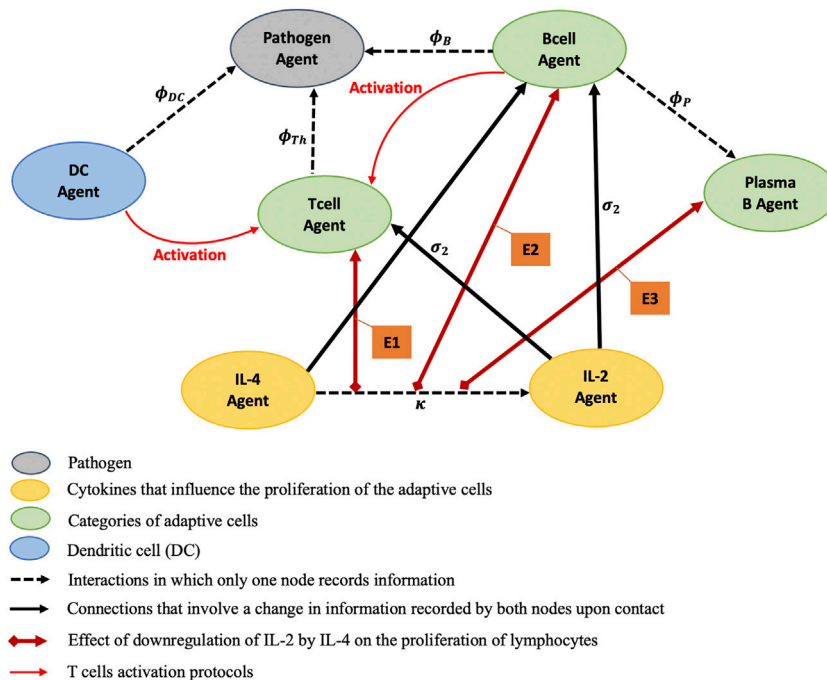 Pathogen
Agent
ϕ_B
Bcell
Agent
Activation
ϕ_DC
ϕ_Th
ϕ_P
DC
Agent
Tcell
Agent
Plasma
B Agent
σ_2
σ_2
Activation
E2
E3
E1
IL-4
Agent
κ
IL-2
Agent
Pathogen
Cytokines that influence the proliferation of the adaptive cells
Categories of adaptive cells
Dendritic cell (DC)
Interactions in which only one node records information
Connections that involve a change in information recorded by both nodes upon contact
Effect of downregulation of IL-2 by IL-4 on the proliferation of lymphocytes
T cells activation protocols